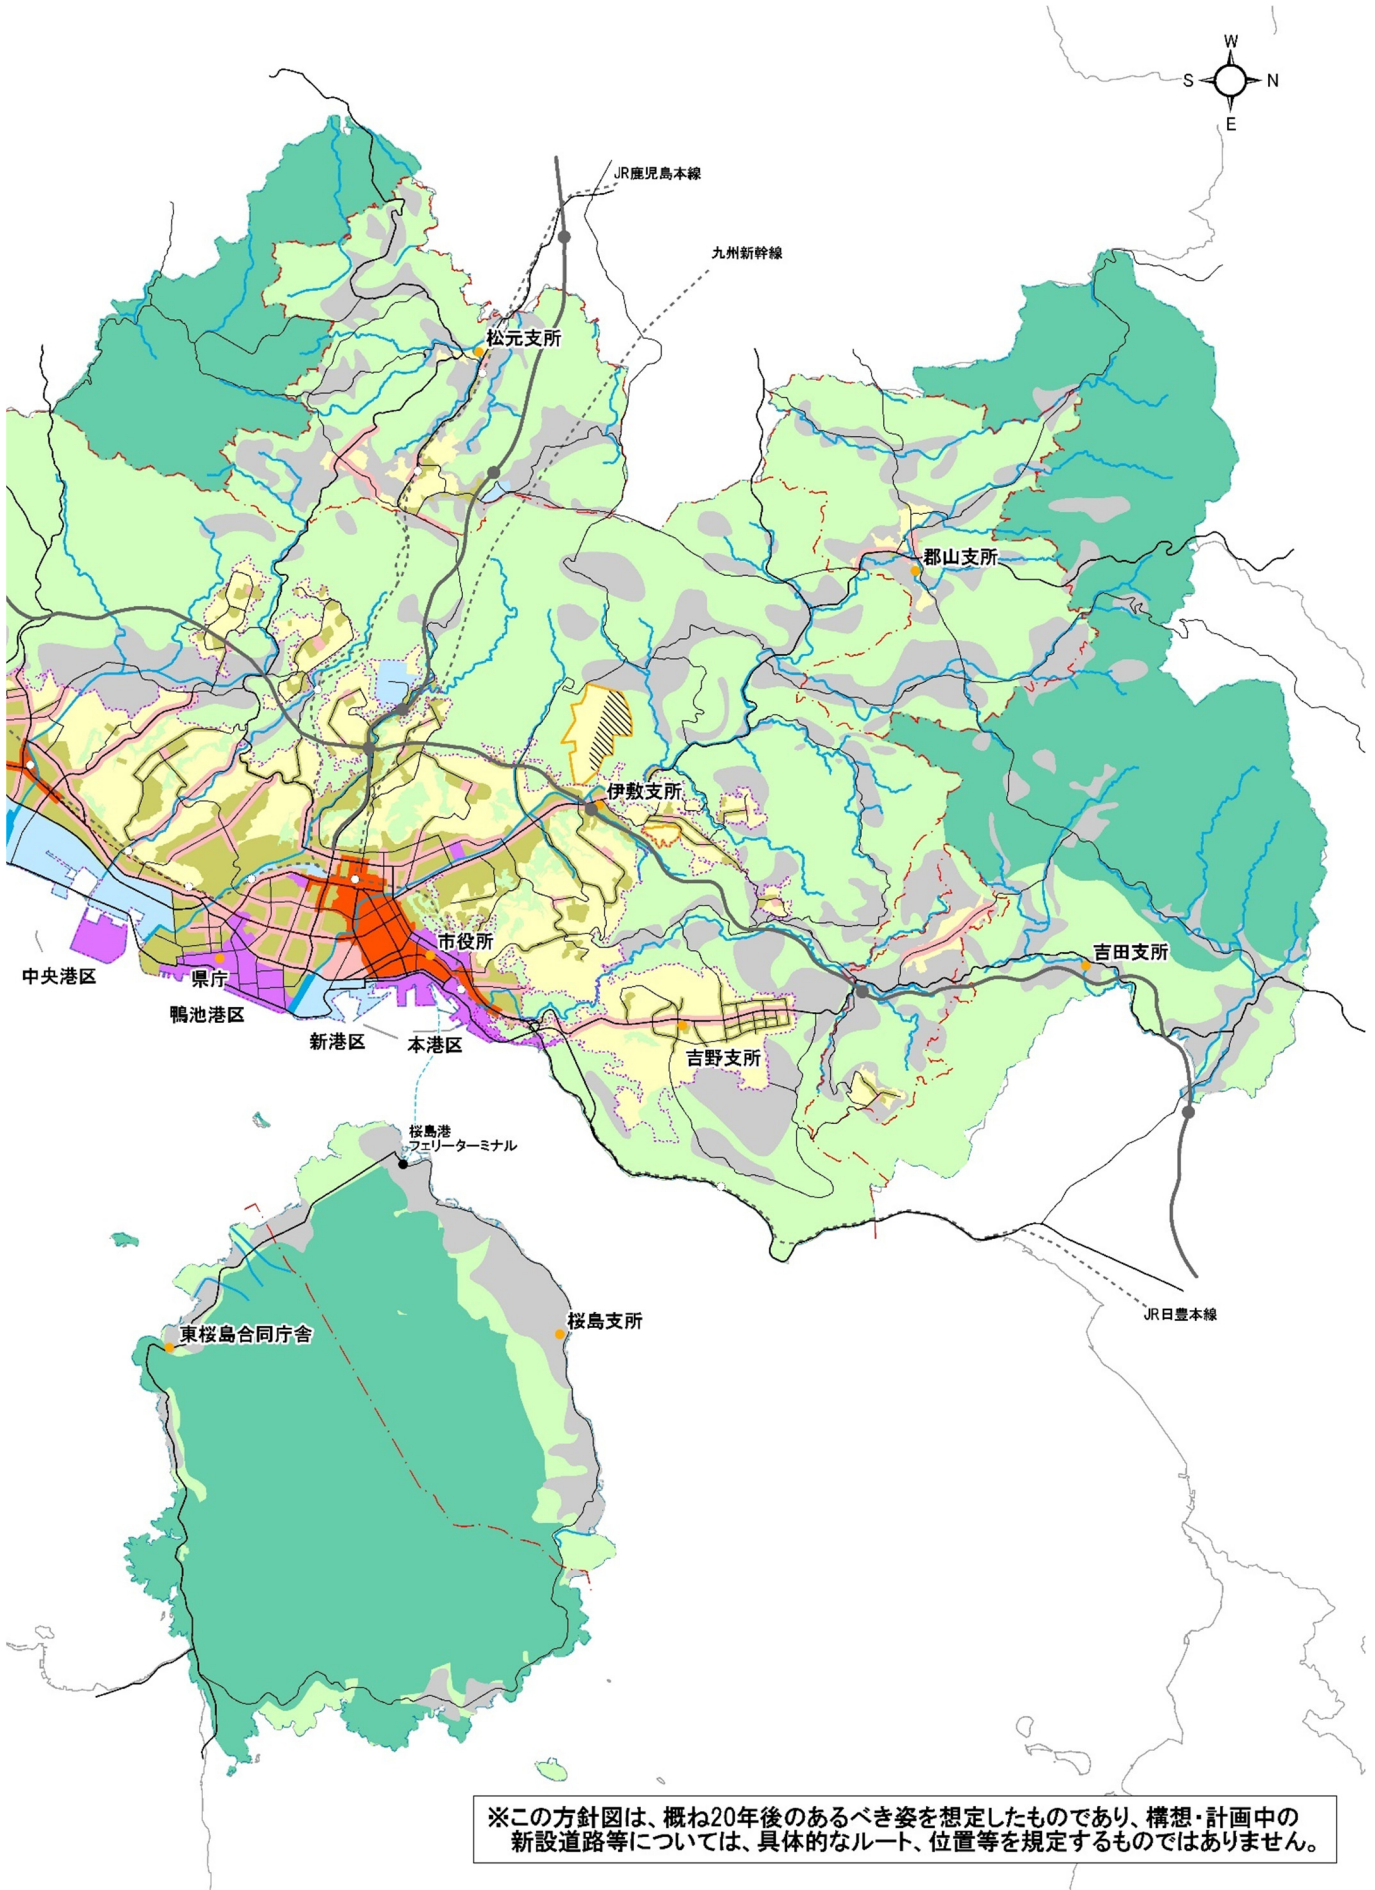 W
S
N
E
JR鹿児島本線
九州新幹線
松元支所
郡山支所
伊敷支所
市役所
吉田支所
中央港区
県庁
鴨池港区
新港区
本港区
吉野支所
桜島港
フェリーターミナル
桜島支所
東桜島合同庁舎
JR日豊本線
※この方針図は、概ね20年後のあるべき姿を想定したものであり、構想・計画中の
新設道路等については、具体的なルート、位置等を規定するものではありません。